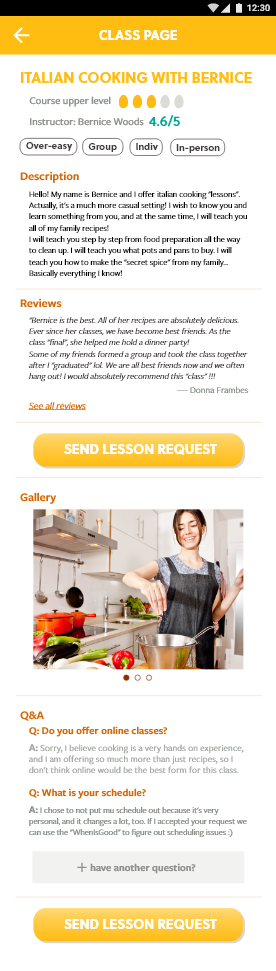 12:30
CLASS PAGE
ITALIAN COOKING WITH BERNICE
Course upper level
Instructor: Bernice Woods 4.6/5
Over-easy Group Indiv In-person
Description
Hello! My name is Bernice and I offer italian cooking "lesons".
Actually, it's a much more casual setting! I wish to know you and
learn something from you, and at the same time, I will teach you
all of my family recipes!
I will teach you step by step from food preparation all the way
to clean up. I will teach you what pots and pans to buy. I will
teach you how to make the "secret spice" from my family...
Basically everything I know!
Reviews
"Bernice is the best. All of her recipes are absolutely delicious.
Ever since her classes, we have become best friends. As the
class "final", she helped me hold a dinner party!
Some of my friends formed a group and took the class together
after I "graduated" lol. We are all best friends now and we often
hang out! I would absolutely recommend this "class" !!!
— Donna Frambes
See all reviews
SEND LESSON REQUEST
Gallery
Q&A
Q: Do you offer online classes?
A: Sorry, I believe cooking is a very hands on experience,
and I am offering so much more than just recipes, so I
don't think online would be the best form for this class.
Q: What is your schedule?
A: I chose to not put mu schedule out because it's very
personal, and it changes a lot, too. If I accepted your request we
can use the "WhenIsGood" to figure out scheduling issues :)
+ have another question?
SEND LESSON REQUEST